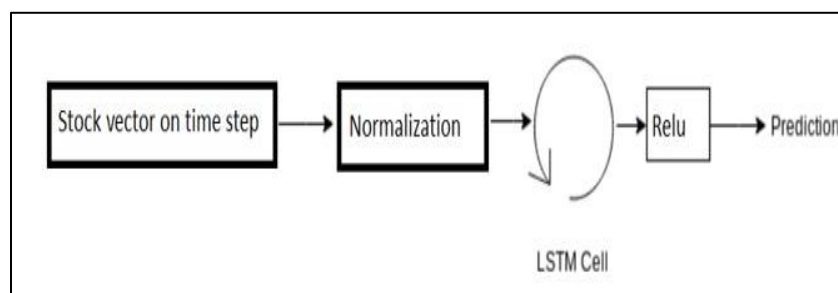 Stock vector on time step
Normalization
Relu
Prediction
LSTM Cell